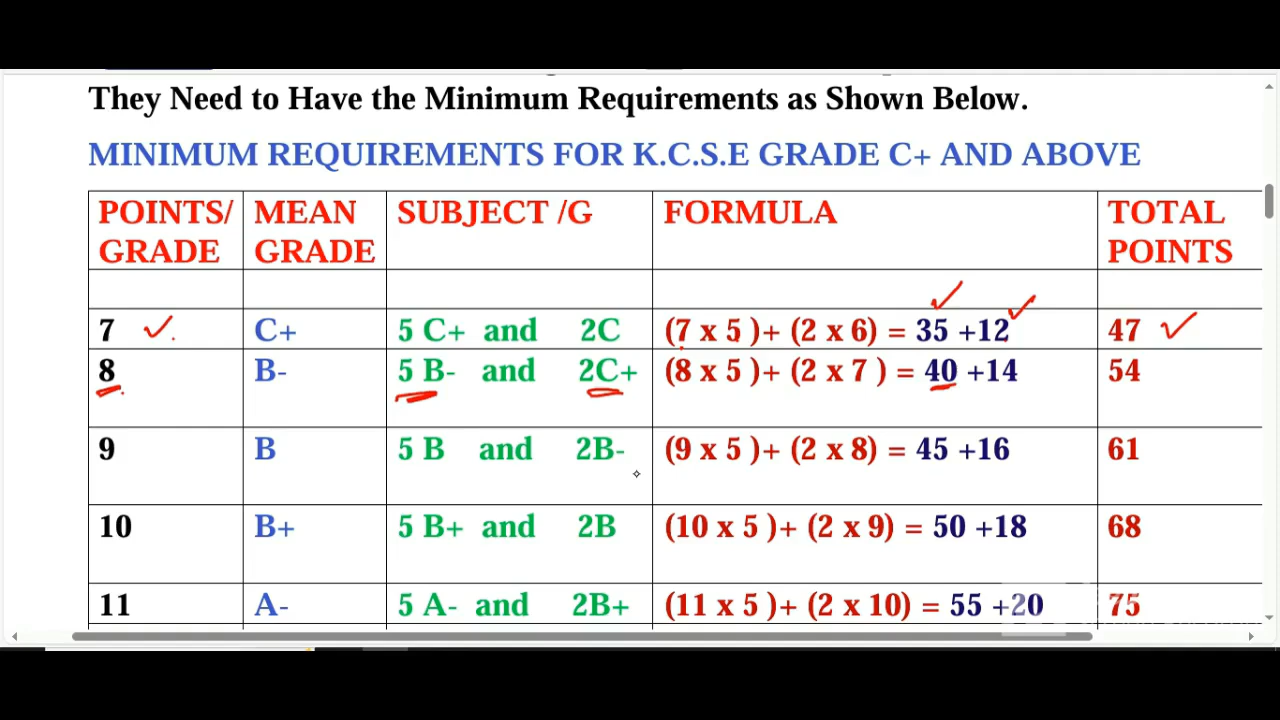 They Need to Have the Minimum Requirements as Shown Below.
MINIMUM REQUIREMENTS FOR K.C.S.E GRADE C+ AND ABOVE
POINTS/ GRADE MEAN GRADE SUBJECT /G FORMULA TOTAL POINTS
7 C+ 5 C+ and 2C (7 x 5 )+ (2 x 6) = 35 +12 47
8 B- 5 B- and 2C+ (8 x 5 )+ (2 x 7 ) = 40 +14 54
9 B 5 B and 2B- (9 x 5 )+ (2 x 8) = 45 +16 61
10 B+ 5 B+ and 2B (10 x 5 )+ (2 x 9) = 50 +18 68
11 A- 5 A- and 2B+ (11 x 5 )+ (2 x 10) = 55 +20 75